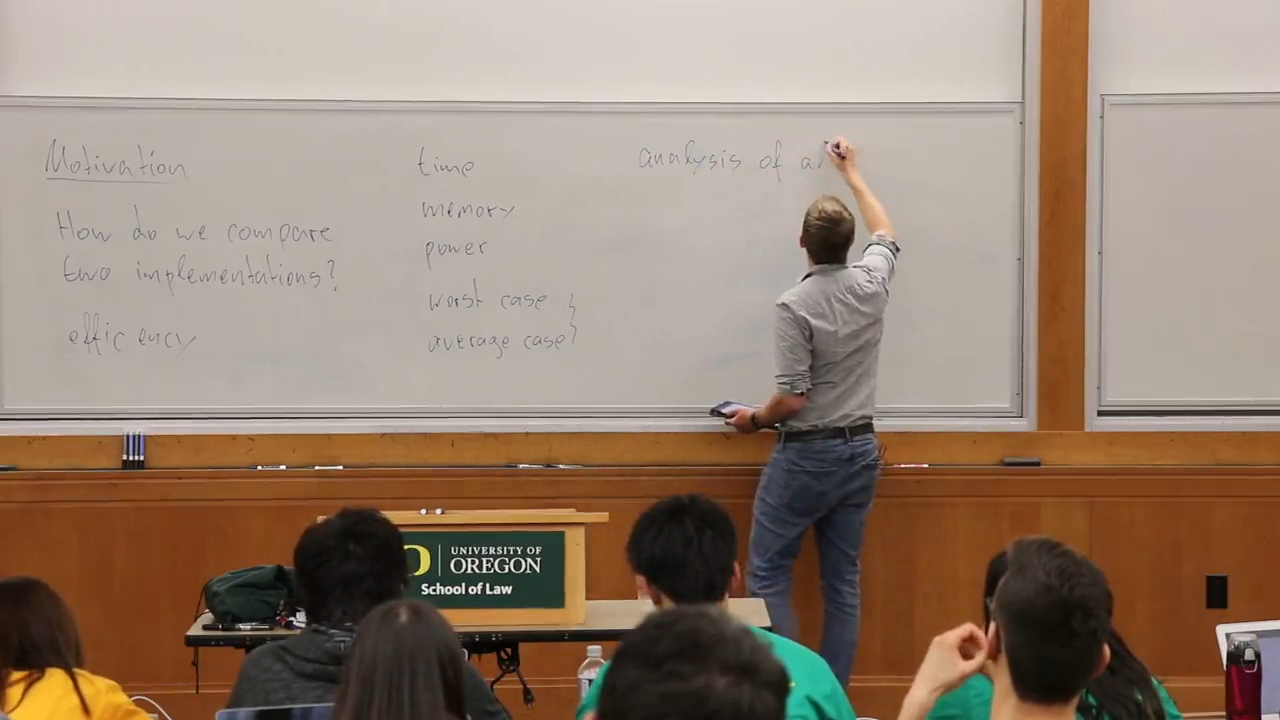 Motivation
How do we compare
two implementations?
efficiency
time
memory
power
worst case
average case
analysis of
UNIVERSITY OF
OREGON
School of Law